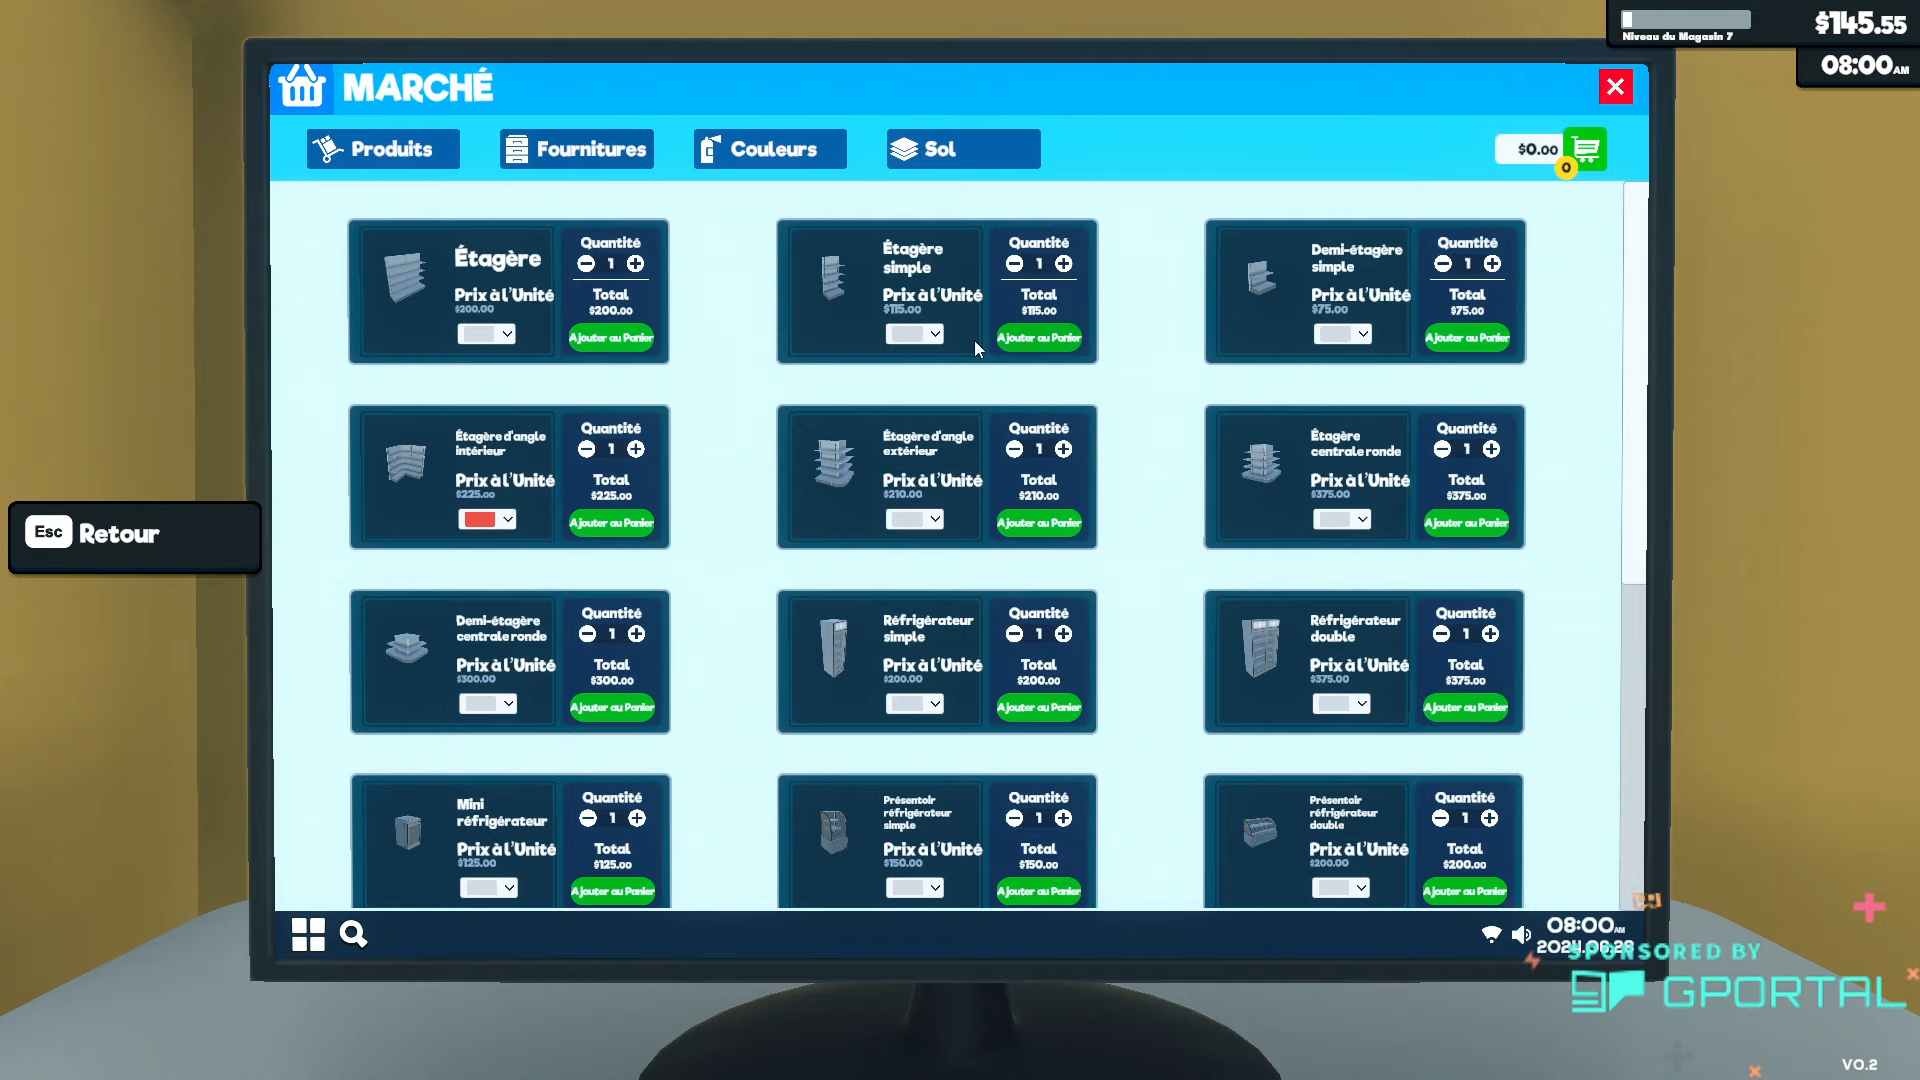 Niveau du Magasin 7
$145.55
08:00AM
MARCHÉ
Produits
Fournitures
Couleurs
Sol
$0.00
0
Étagère
Prix à l'Unité
$200.00
Quantité
1
Total
$200.00
Ajouter au Panier
Étagère
simple
Prix à l'Unité
$115.00
Quantité
1
Total
$115.00
Ajouter au Panier
Demi-étagère
simple
Prix à l'Unité
$75.00
Quantité
1
Total
$75.00
Ajouter au Panier
Étagère d'angle
intérieur
Prix à l'Unité
$225.00
Quantité
1
Total
$225.00
Ajouter au Panier
Étagère d'angle
extérieur
Prix à l'Unité
$210.00
Quantité
1
Total
$210.00
Ajouter au Panier
Étagère
centrale ronde
Prix à l'Unité
$375.00
Quantité
1
Total
$375.00
Ajouter au Panier
Esc Retour
Demi-étagère
centrale ronde
Prix à l'Unité
$300.00
Quantité
1
Total
$300.00
Ajouter au Panier
Réfrigérateur
simple
Prix à l'Unité
$200.00
Quantité
1
Total
$200.00
Ajouter au Panier
Réfrigérateur
double
Prix à l'Unité
$375.00
Quantité
1
Total
$375.00
Ajouter au Panier
Mini
réfrigérateur
Prix à l'Unité
$125.00
Quantité
1
Total
$125.00
Ajouter au Panier
Présentoir
réfrigérateur
simple
Prix à l'Unité
$150.00
Quantité
1
Total
$150.00
Ajouter au Panier
Présentoir
réfrigérateur
double
Prix à l'Unité
$200.00
Quantité
1
Total
$200.00
Ajouter au Panier
08:00AM
2024.06.28
SPONSORED BY
GPORTAL
V0.2